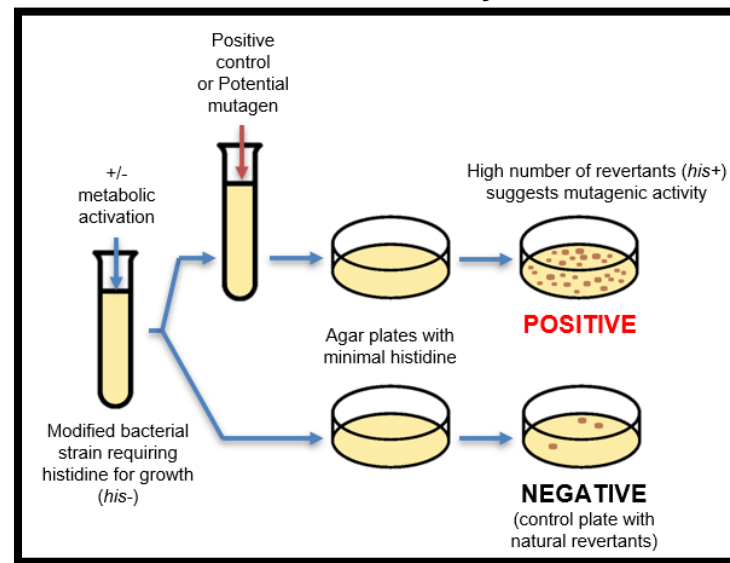 Positive
control
or Potential
mutagen
+/-
metabolic
activation
High number of revertants (his+)
suggests mutagenic activity
POSITIVE
Agar plates with
minimal histidine
Modified bacterial
strain requiring
histidine for growth
(his-)
NEGATIVE
(control plate with
natural revertants)